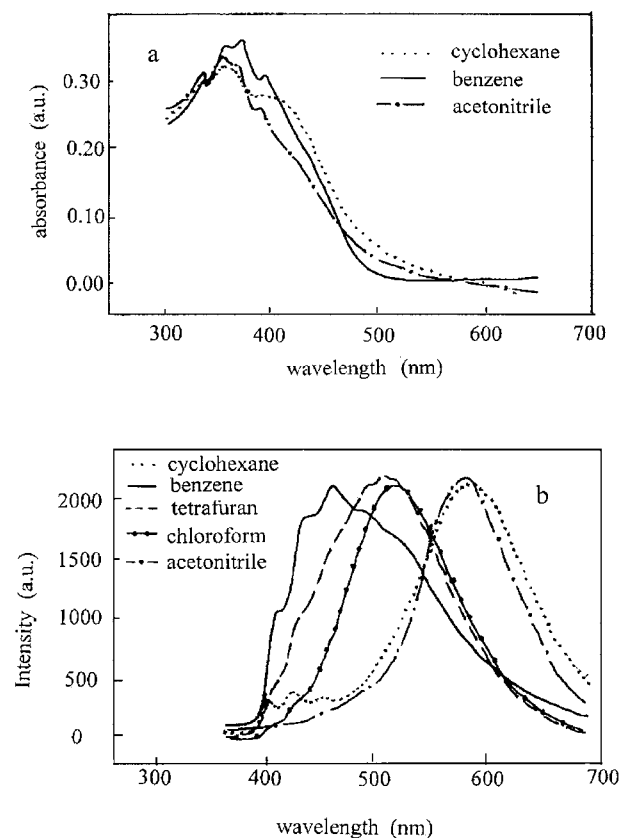 a
cyclohexane
benzene
acetonitrile
0.30
0.20
0.10
0.00
absorbance (a.u.)
300 400 500 600 700
wavelength (nm)
b
cyclohexane
benzene
tetrafuran
chloroform
acetonitrile
2000
1500
1000
500
0
Intensity (a.u.)
300 400 500 600 700
wavelength (nm)